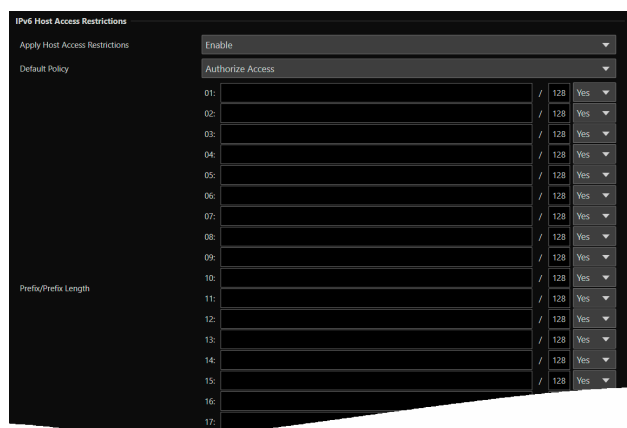 IPv6 Host Access Restrictions
Apply Host Access Restrictions Enable
Default Policy Authorize Access
01: / 128 Yes
02: / 128 Yes
03: / 128 Yes
04: / 128 Yes
05: / 128 Yes
06: / 128 Yes
07: / 128 Yes
08: / 128 Yes
09: / 128 Yes
10: / 128 Yes
Prefix/Prefix Length
11: / 128 Yes
12: / 128 Yes
13: / 128 Yes
14: / 128 Yes
15: / 128 Yes
16:
17: